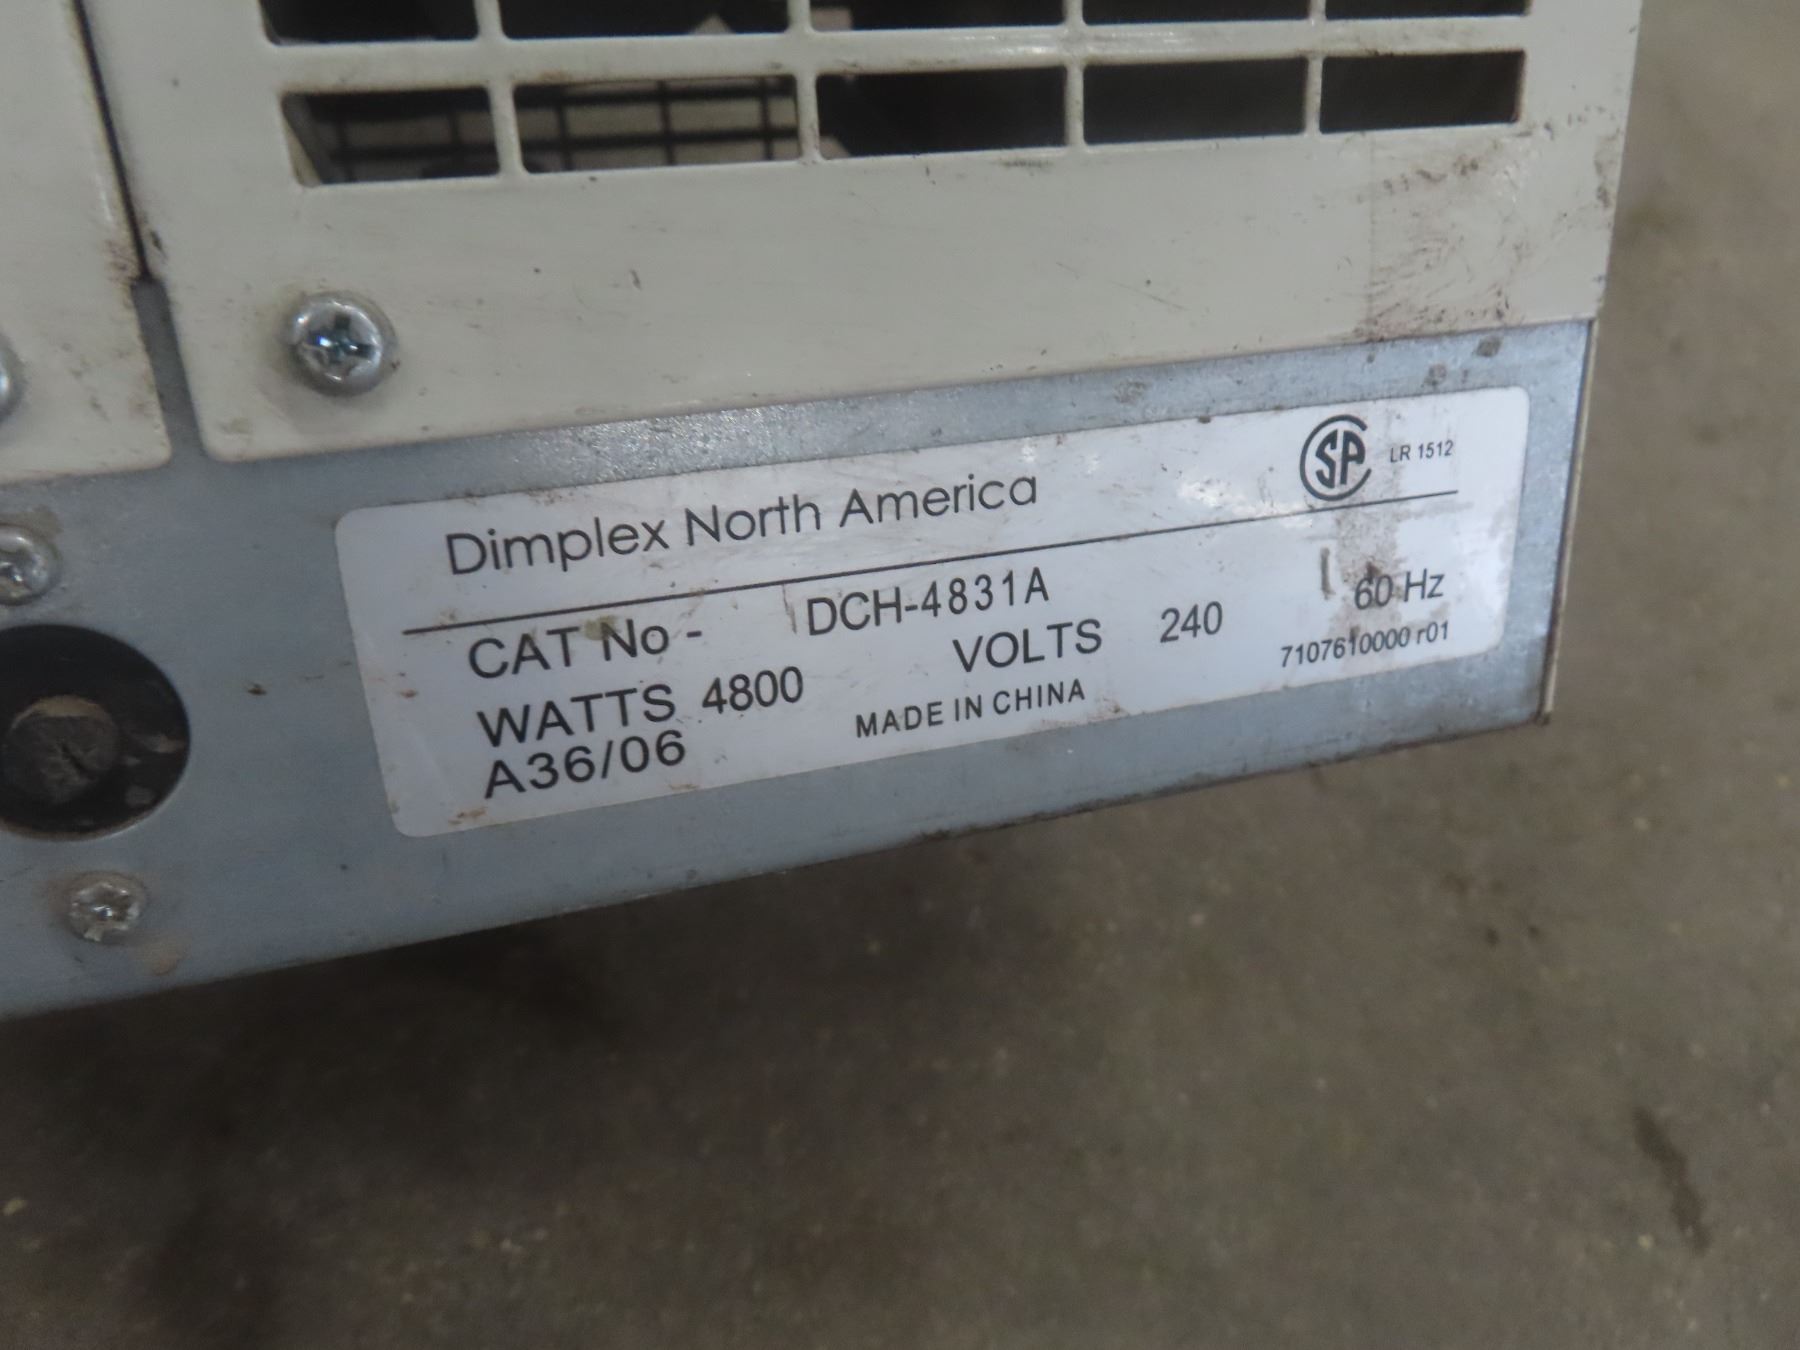 Dimplex North America
SP LR 1512
CAT No - DCH-4831A 60 Hz
WATTS 4800 VOLTS 240
A36/06 MADE IN CHINA 7107610000 r01